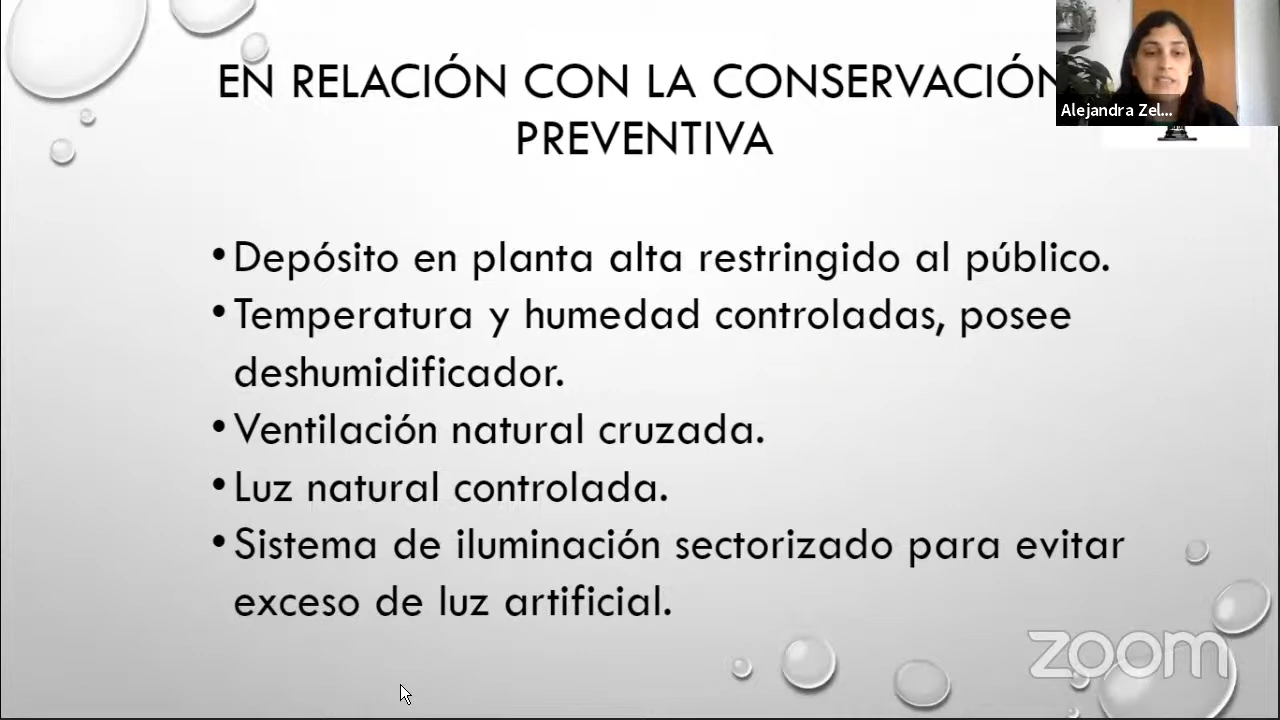 EN RELACIÓN CON LA CONSERVACIÓN
PREVENTIVA
Alejandra Zel...
• Depósito en planta alta restringido al público.
• Temperatura y humedad controladas, posee
deshumidificador.
• Ventilación natural cruzada.
• Luz natural controlada.
• Sistema de iluminación sectorizado para evitar
exceso de luz artificial.
zoom